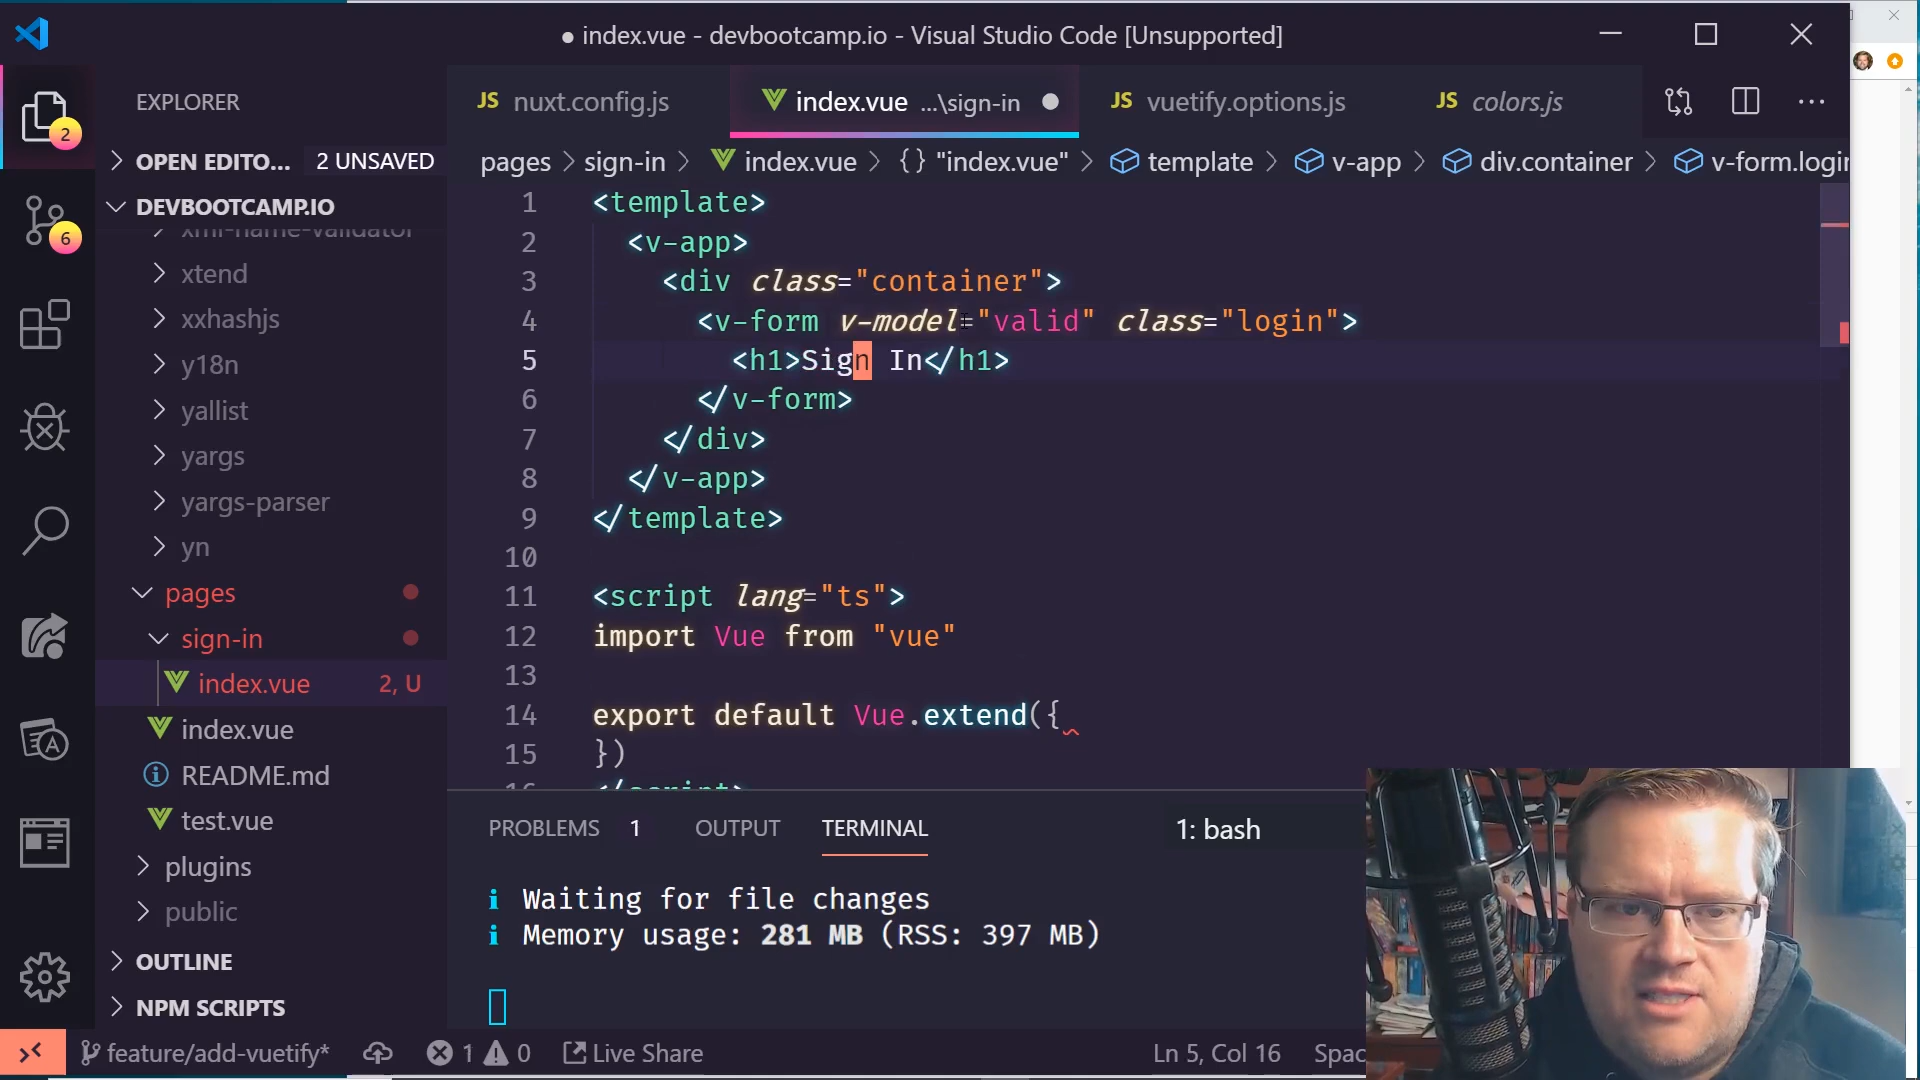 ● index.vue - devbootcamp.io - Visual Studio Code [Unsupported]
2
6
EXPLORER
OPEN EDITO... 2 UNSAVED
DEVBOOTCAMP.IO
xml-name-validator
xtend
xxhashjs
y18n
yallist
yargs
yargs-parser
yn
pages
sign-in
index.vue 2, U
index.vue
README.md
test.vue
plugins
public
OUTLINE
NPM SCRIPTS
JS nuxt.config.js index.vue ...\sign-in ● JS vuetify.options.js JS colors.js ...
pages > sign-in > index.vue > {} "index.vue" > template > v-app > div.container > v-form.login
1 <template>
2 <v-app>
3 <div class="container">
4 <v-form v-model="valid" class="login">
5 <h1>Sign In</h1>
6 </v-form>
7 </div>
8 </v-app>
9 </template>
10
11 <script lang="ts">
12 import Vue from "vue"
13
14 export default Vue.extend({
15 })
16 </script>
PROBLEMS 1 OUTPUT TERMINAL 1: bash
i Waiting for file changes
i Memory usage: 281 MB (RSS: 397 MB)
feature/add-vuetify* 1 0 Live Share Ln 5, Col 16 Spac